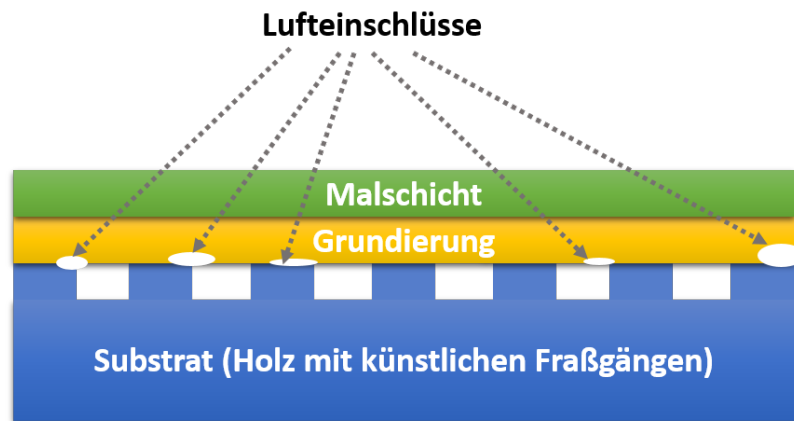 Lufteinschlüsse
Malschicht
Grundierung
Substrat (Holz mit künstlichen Fraßgängen)